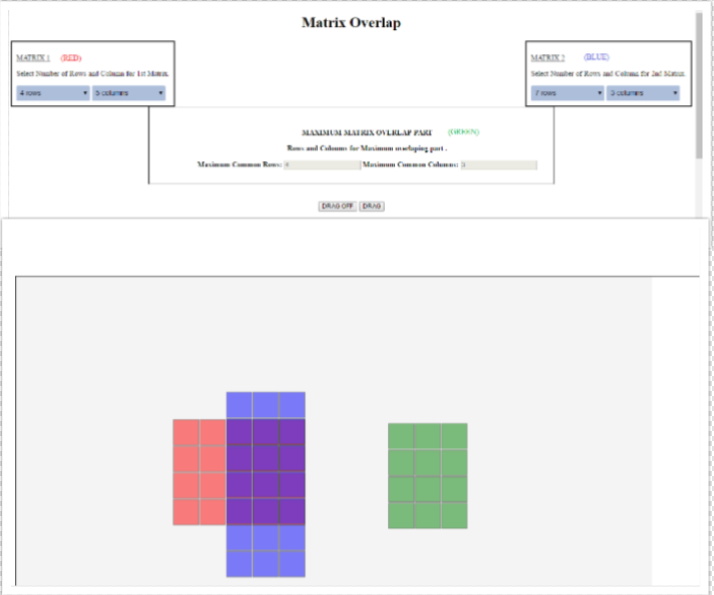 Matrix Overlap
MATRIX 1 (RED)
Select Number of Rows and Column for 1st Matrix.
4 rows 5 columns
MATRIX 2 (BLUE)
Select Number of Rows and Column for 2nd Matrix.
7 rows 3 columns
MAXIMUM MATRIX OVERLAP PART (GREEN)
Rows and Columns for Maximum overlaping part .
Maximum Common Rows: 4 Maximum Common Columns: 3
DRAG OFF DRAG